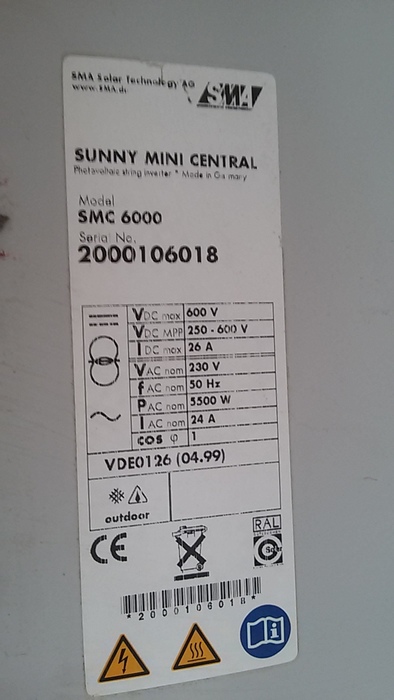 SMA Solar Technology AG
www.SMA.de
SMA
SUNNY MINI CENTRAL
Photovoltaic string inverter * Made in Germany
Model
SMC 6000
Serial No.
2000106018
VDC max 600 V
VDC MPP 250 - 600 V
IDC max 26 A
VAC nom 230 V
fAC nom 50 Hz
PAC nom 5500 W
IAC nom 24 A
cos φ 1
VDE0126 (04.99)
outdoor
CE
RAL
Solar
*2000106018*